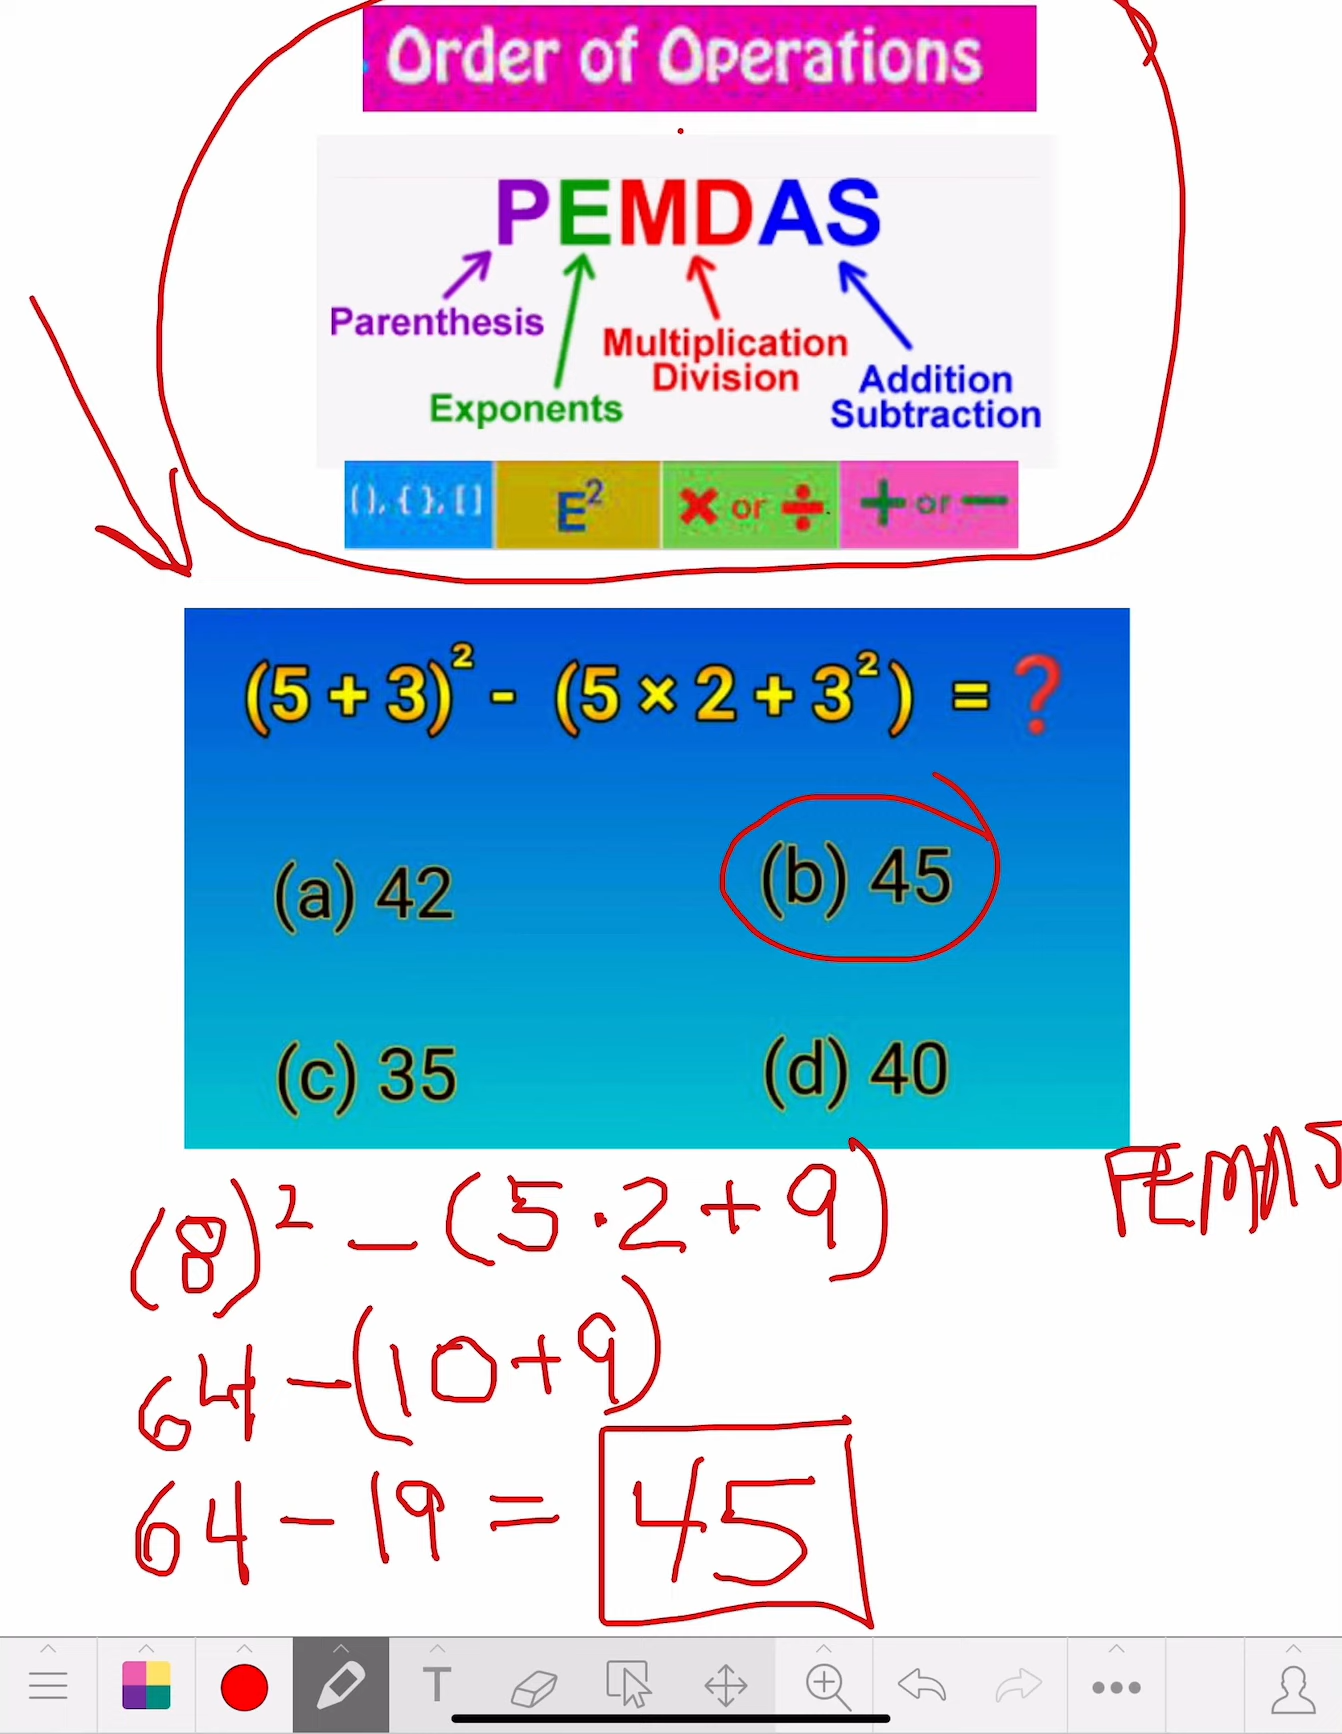 Order of Operations
PEMDAS
Parenthesis
Exponents
Multiplication
Division
Addition
Subtraction
( ), { }, [ ]
E²
× or ÷
+ or −
(5 + 3)² - (5 × 2 + 3²) = ❓
(a) 42
(b) 45
(c) 35
(d) 40
(8)² − (5·2+9)
64−(10+9)
64−19 = 45
T